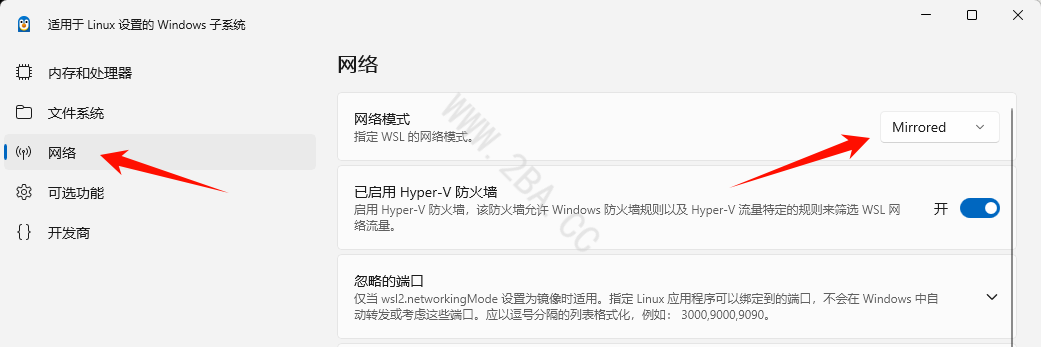 适用于 Linux 设置的 Windows 子系统
内存和处理器
文件系统
网络
可选功能
开发商
网络
网络模式
指定 WSL 的网络模式。
Mirrored
已启用 Hyper-V 防火墙
启用 Hyper-V 防火墙，该防火墙允许 Windows 防火墙规则以及 Hyper-V 流量特定的规则来筛选 WSL 网
络流量。
开
忽略的端口
仅当 wsl2.networkingMode 设置为镜像时适用。指定 Linux 应用程序可以绑定到的端口，不会在 Windows 中自
动转发或考虑这些端口。应以逗号分隔的列表格式化，例如： 3000,9000,9090。
WWW.2BA.CC